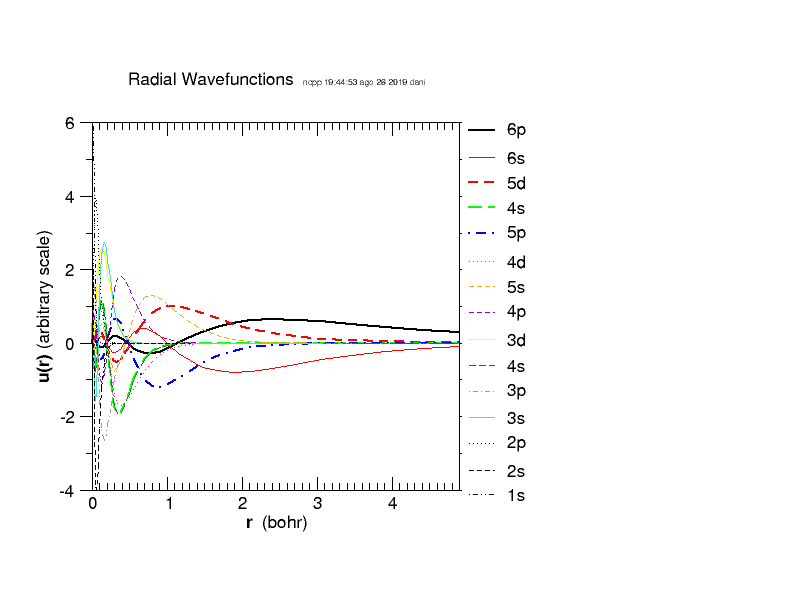 Radial Wavefunctions ncpp 19:44:53 ago 26 2019 dani
6
4
2
0
-2
-4
u(r) (arbitrary scale)
0 1 2 3 4
r (bohr)
6p
6s
5d
4s
5p
4d
5s
4p
3d
4s
3p
3s
2p
2s
1s